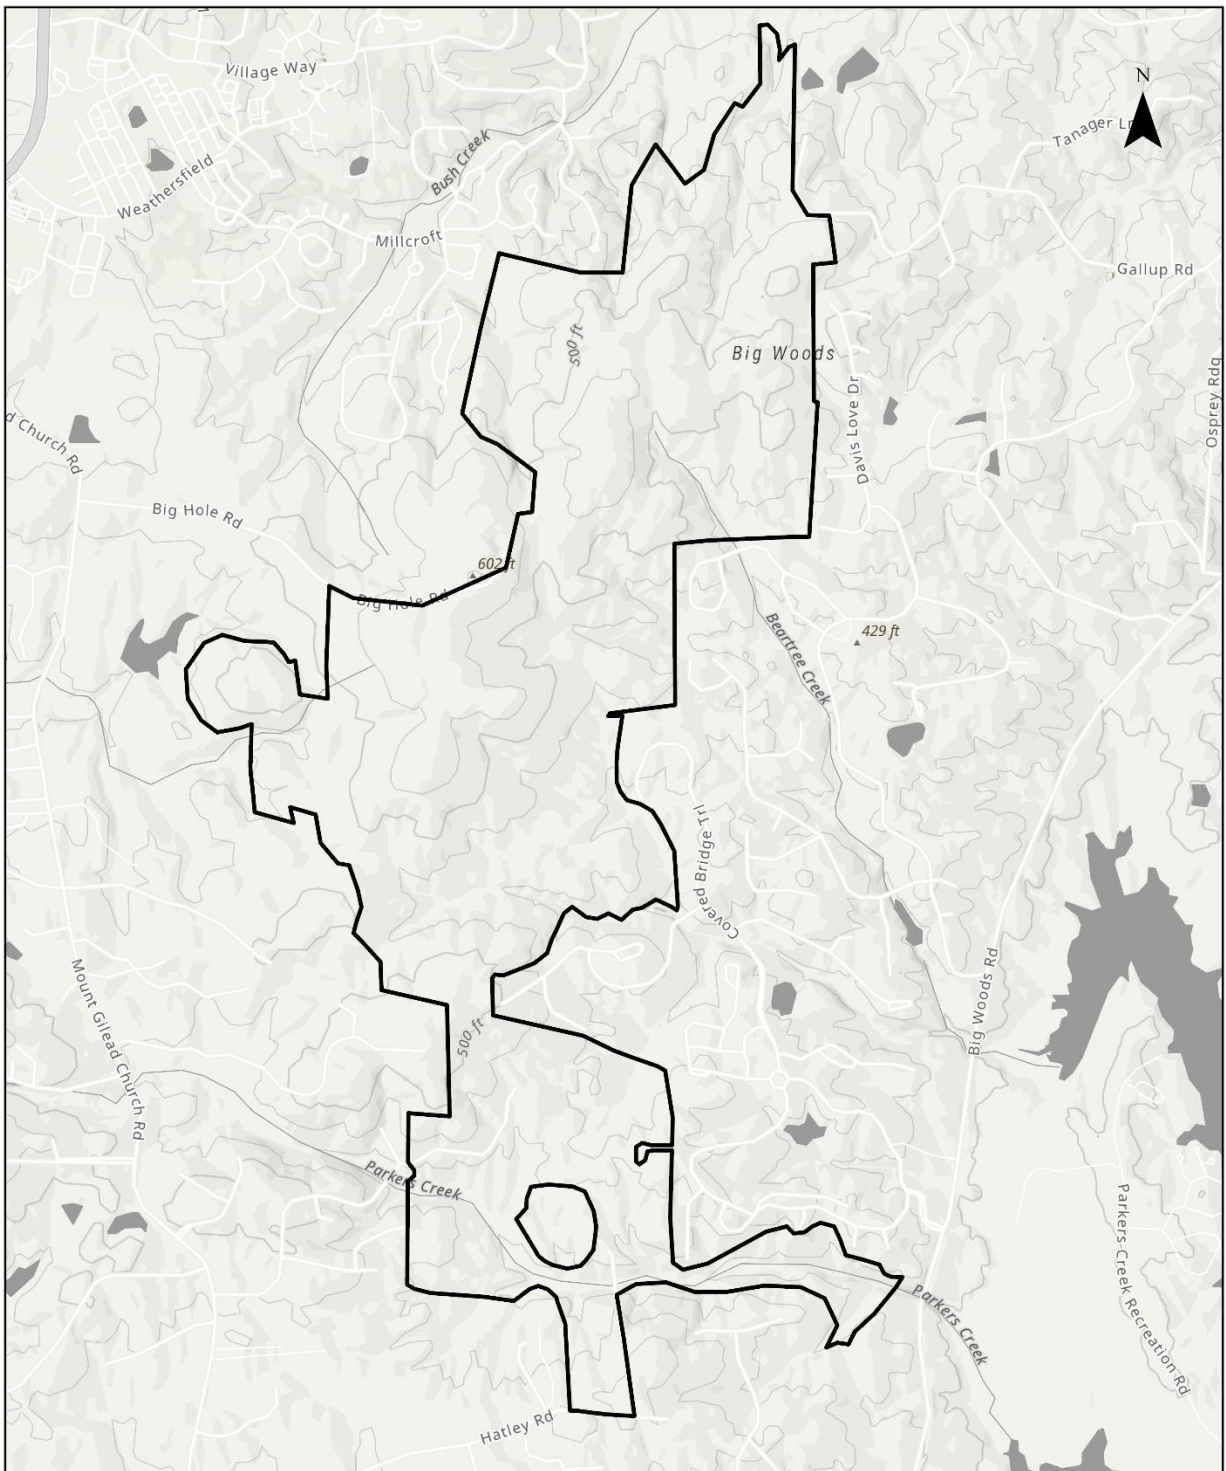 Village Way
N
Tanager Ln
Bush Creek
Weathersfield
Millcroft
Gallup Rd
500 ft
Big Woods
Osprey Rdg
Davis Love Dr
d Church Rd
Big Hole Rd
602 ft
Big Hole Rd
429 ft
Beartree Creek
Covered Bridge Trl
Mount Gilead Church Rd
Big Woods Rd
500 ft
Parkers Creek
Parkers Creek Recreation Rd
Parkers Creek
Hatley Rd